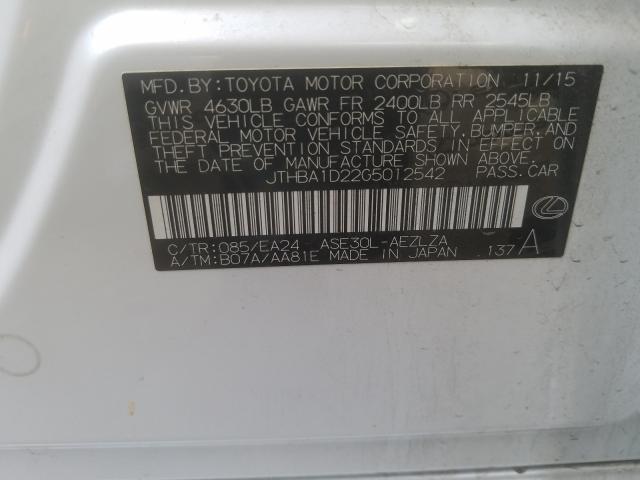 MFD.BY:TOYOTA MOTOR CORPORATION 11/15
GVWR 4630LB GAWR FR 2400LB RR 2545LB
THIS VEHICLE CONFORMS TO ALL APPLICABLE
FEDERAL MOTOR VEHICLE SAFETY,BUMPER,AND
THEFT PREVENTION STANDARDS IN EFFECT ON
THE DATE OF MANUFACTURE SHOWN ABOVE.
JTHBA1D22G5012542 PASS.CAR
C/TR:085/EA24 ASE30L-AEZLZA
A/TM:B07A/AA81E MADE IN JAPAN 137A